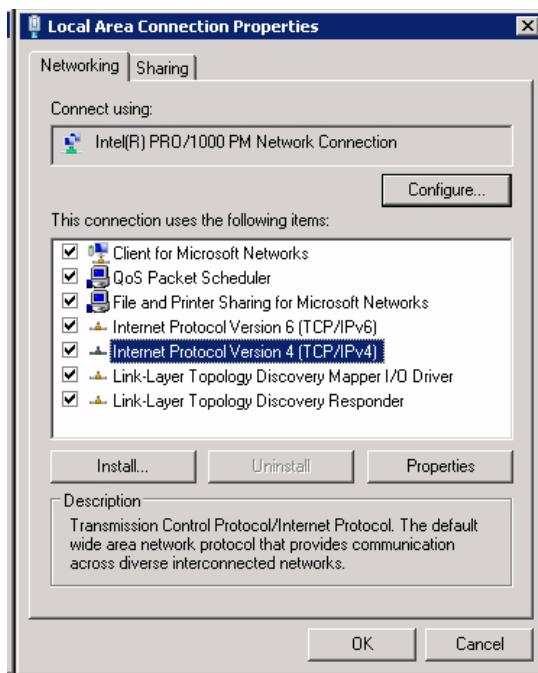 Local Area Connection Properties
Networking
Sharing
Connect using:
Intel(R) PRO/1000 PM Network Connection
Configure...
This connection uses the following items:
Client for Microsoft Networks
QoS Packet Scheduler
File and Printer Sharing for Microsoft Networks
Internet Protocol Version 6 (TCP/IPv6)
Internet Protocol Version 4 (TCP/IPv4)
Link-Layer Topology Discovery Mapper I/O Driver
Link-Layer Topology Discovery Responder
Install...
Uninstall
Properties
Description
Transmission Control Protocol/Internet Protocol. The default
wide area network protocol that provides communication
across diverse interconnected networks.
OK
Cancel